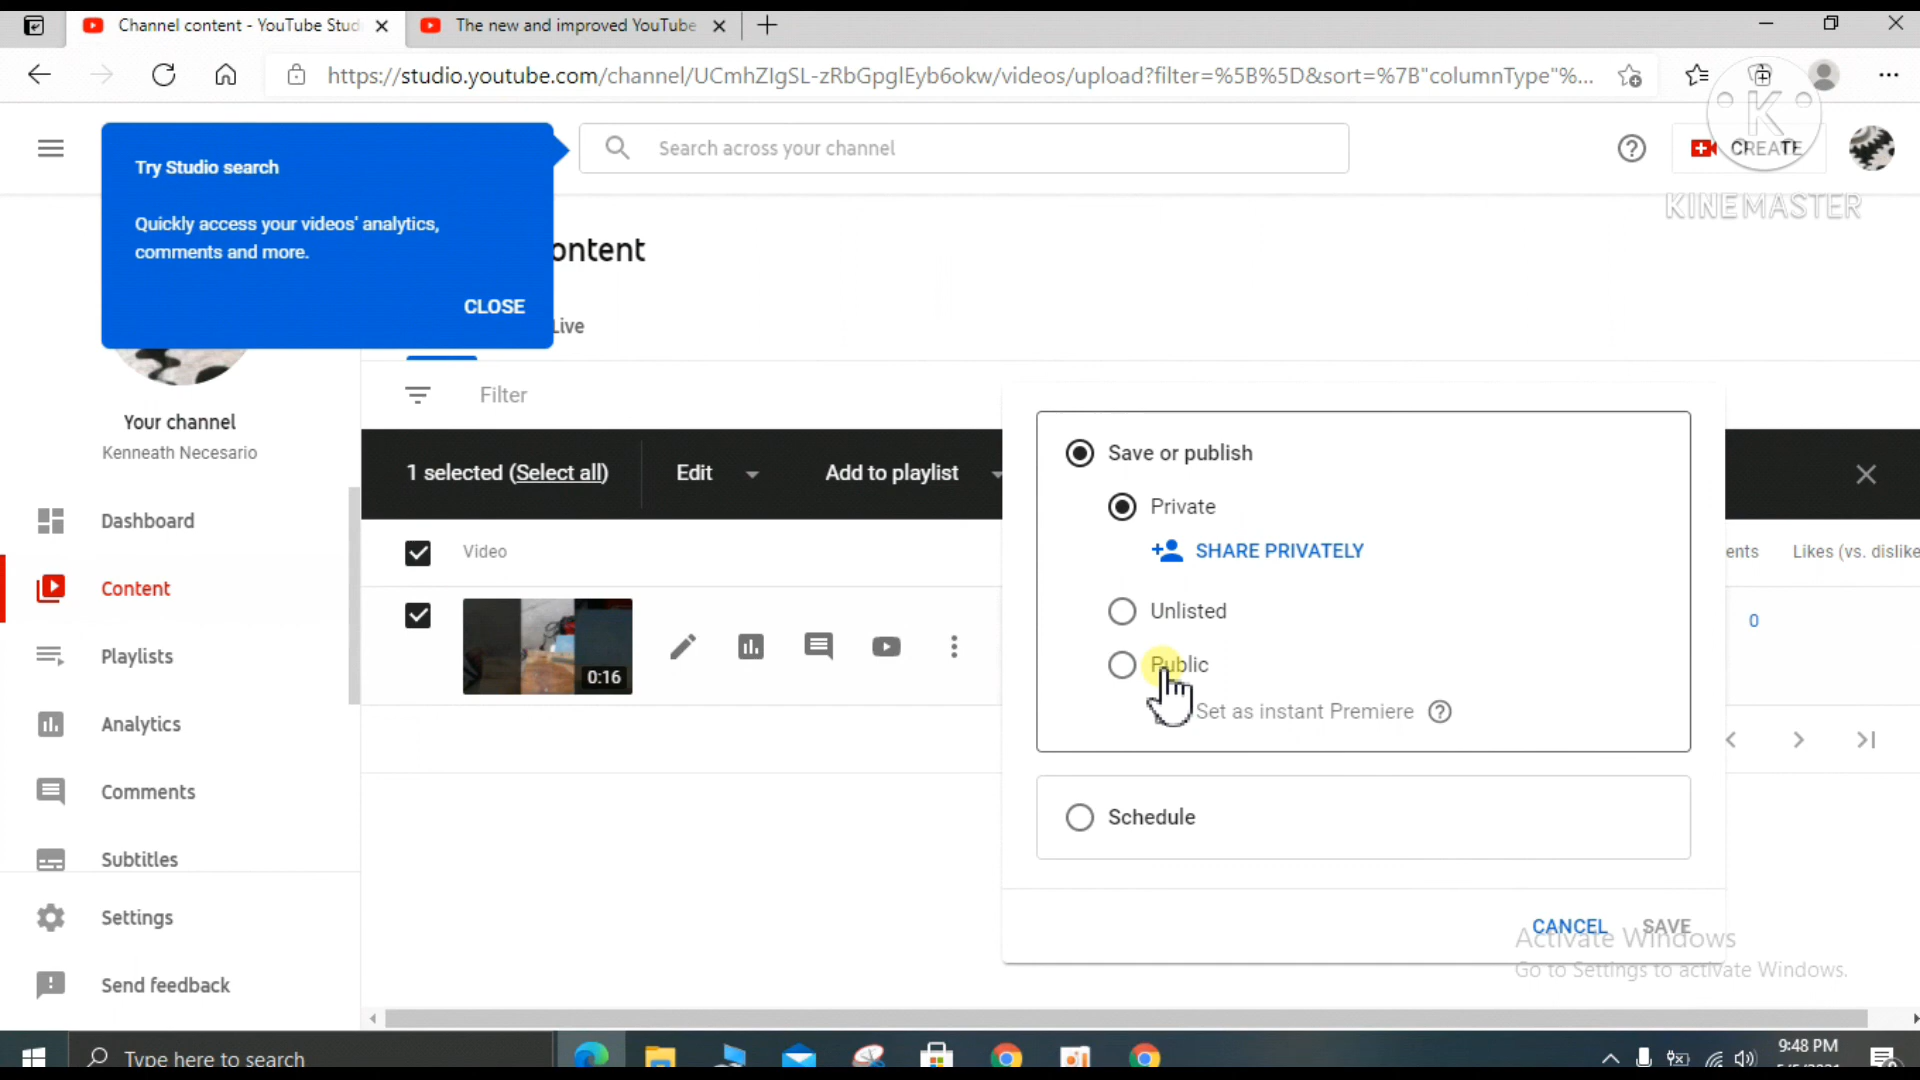 Channel content - YouTube Stud
The new and improved YouTube
https://studio.youtube.com/channel/UCmhZIgSL-zRbGpglEyb6okw/videos/upload?filter=%5B%5D&sort=%7B"columnType"%...
Try Studio search
Quickly access your videos' analytics,
comments and more.
CLOSE
Search across your channel
CREATE
K
KINEMASTER
ontent
Live
Your channel
Kenneath Necesario
Dashboard
Content
Playlists
Analytics
Comments
Subtitles
Settings
Send feedback
Filter
1 selected (Select all)
Edit
Add to playlist
Video
ents
Likes (vs. dislike
0:16
0
Save or publish
Private
SHARE PRIVATELY
Unlisted
Public
Set as instant Premiere
Schedule
CANCEL
SAVE
Activate Windows
Go to Settings to activate Windows.
Type here to search
9:48 PM